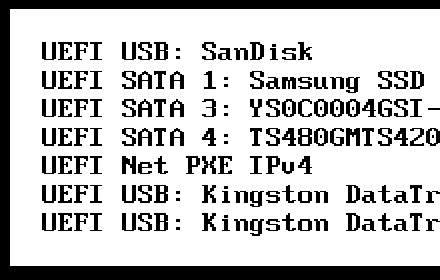 UEFI USB: SanDisk
UEFI SATA 1: Samsung SSD
UEFI SATA 3: YS0C0004GSI-
UEFI SATA 4: TS480GMTS420
UEFI Net PXE IPv4
UEFI USB: Kingston DataTr
UEFI USB: Kingston DataTr